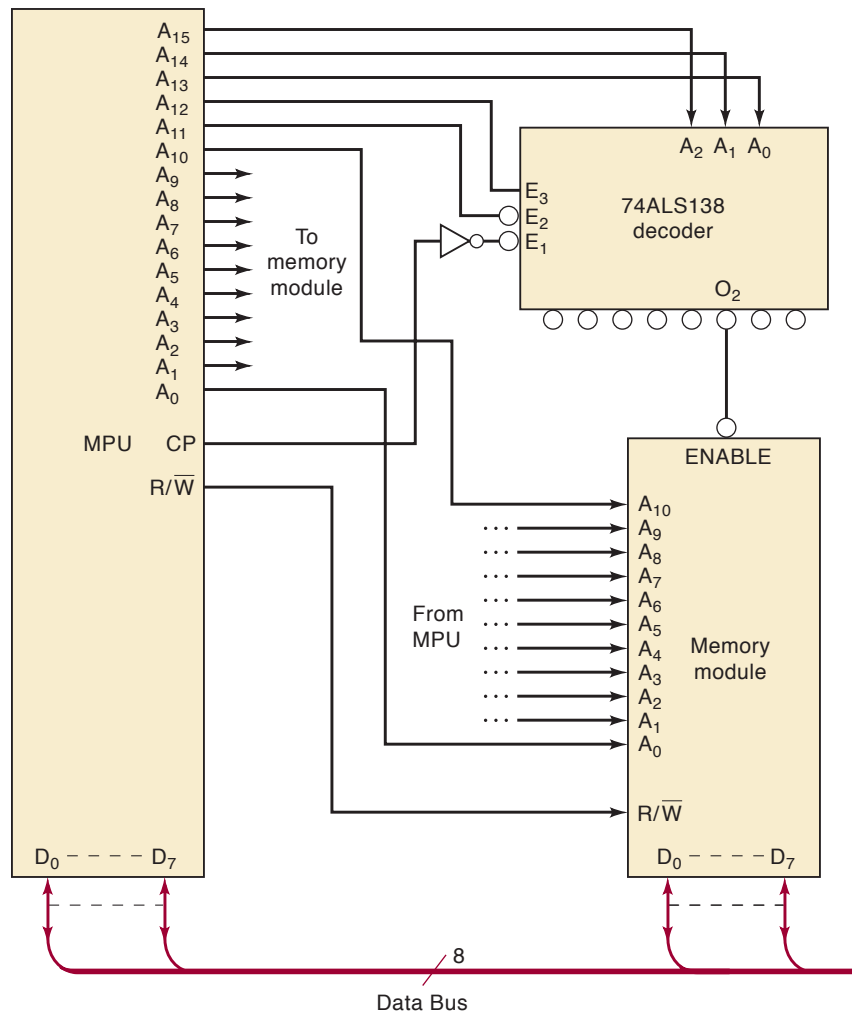 A15
A14
A13
A12
A11
A10
A9
A8
A7
A6
A5
A4
A3
A2
A1
A0
To
memory
module
MPU CP
R/W̅
D0 D7
A2 A1 A0
E3
E2
E1
74ALS138
decoder
O2
ENABLE
A10
A9
A8
A7
A6
A5
A4
A3
A2
A1
A0
From
MPU
Memory
module
R/W̅
D0 D7
8
Data Bus